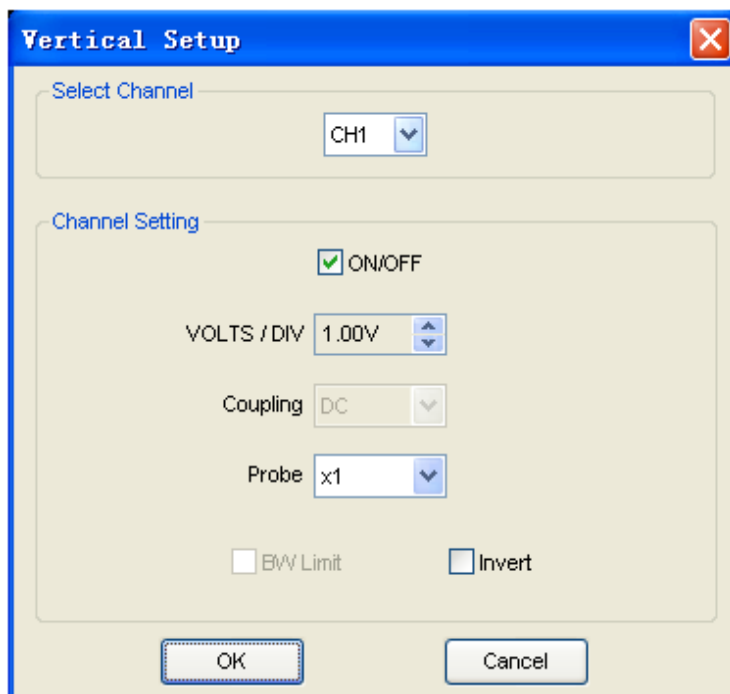 Vertical Setup
Select Channel
CH1
Channel Setting
ON/OFF
VOLTS / DIV 1.00V
Coupling DC
Probe x1
BW Limit Invert
OK Cancel